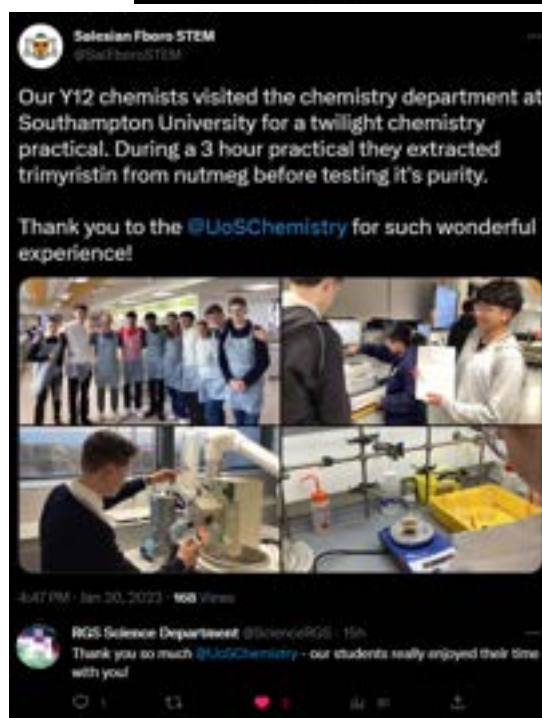 Salesian Fboro STEM
@SalFboroSTEM
Our Y12 chemists visited the chemistry department at
Southampton University for a twilight chemistry
practical. During a 3 hour practical they extracted
trimyristin from nutmeg before testing it's purity.
Thank you to the @UoSChemistry for such wonderful
experience!
4:47 PM · Jan 30, 2023 · 168 Views
RGS Science Department @ScienceRGS · 15h
Thank you so much @UoSChemistry - our students really enjoyed their time
with you!